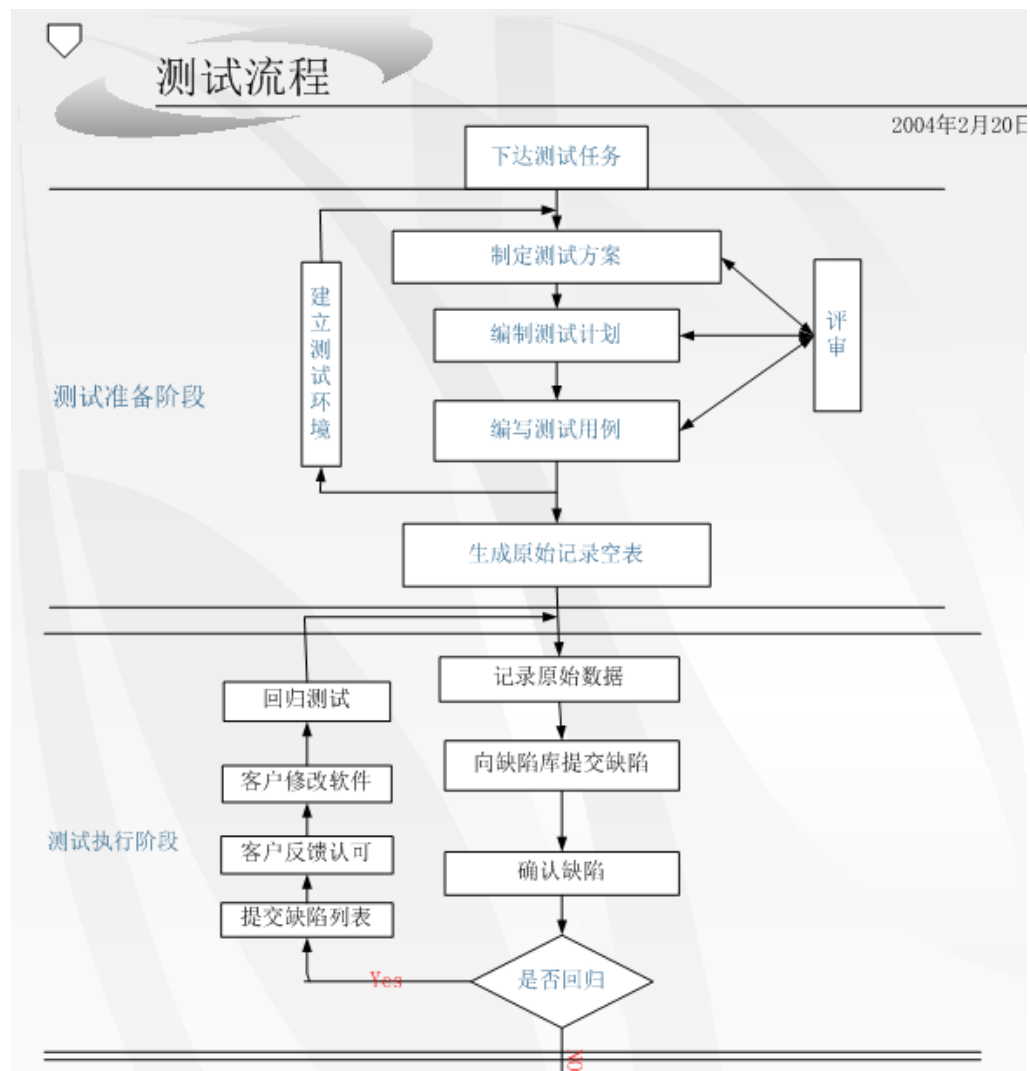 测试流程
2004年2月20日
下达测试任务
制定测试方案
建立测试环境
编制测试计划
评审
测试准备阶段
编写测试用例
生成原始记录空表
记录原始数据
回归测试
向缺陷库提交缺陷
客户修改软件
测试执行阶段
客户反馈认可
确认缺陷
提交缺陷列表
是否回归
Yes
NO